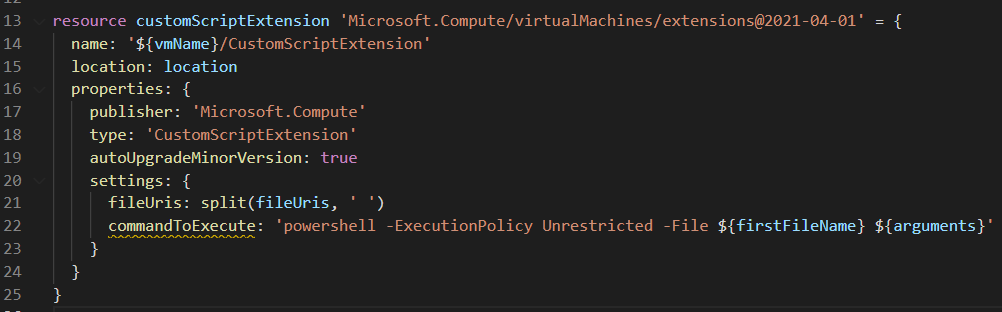 13 resource customScriptExtension 'Microsoft.Compute/virtualMachines/extensions@2021-04-01' = {
14 name: '${vmName}/CustomScriptExtension'
15 location: location
16 properties: {
17 publisher: 'Microsoft.Compute'
18 type: 'CustomScriptExtension'
19 autoUpgradeMinorVersion: true
20 settings: {
21 fileUris: split(fileUris, ' ')
22 commandToExecute: 'powershell -ExecutionPolicy Unrestricted -File ${firstFileName} ${arguments}'
23 }
24 }
25 }